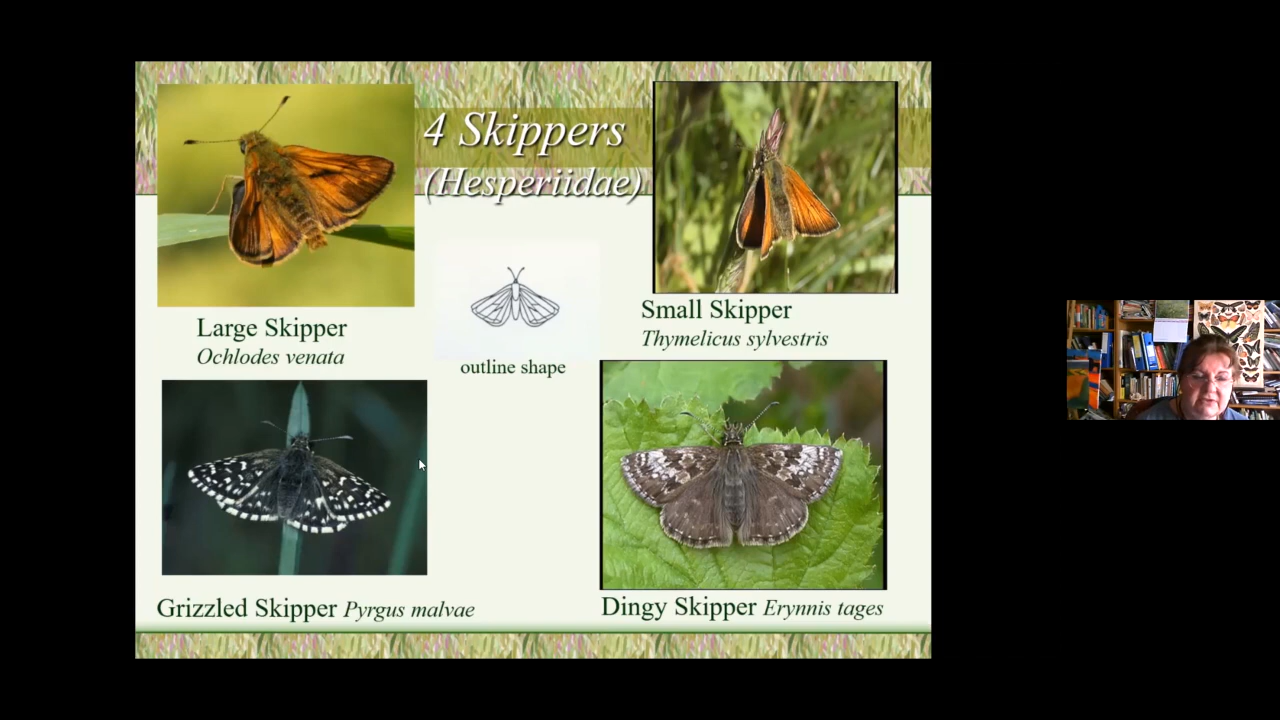 4 Skippers
(Hesperiidae)
Large Skipper
Ochlodes venata
Small Skipper
Thymelicus sylvestris
outline shape
Grizzled Skipper Pyrgus malvae
Dingy Skipper Erynnis tages